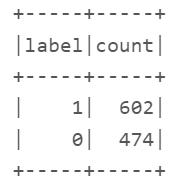 +-----+-----+
|label|count|
+-----+-----+
|    1|  602|
|    0|  474|
+-----+-----+